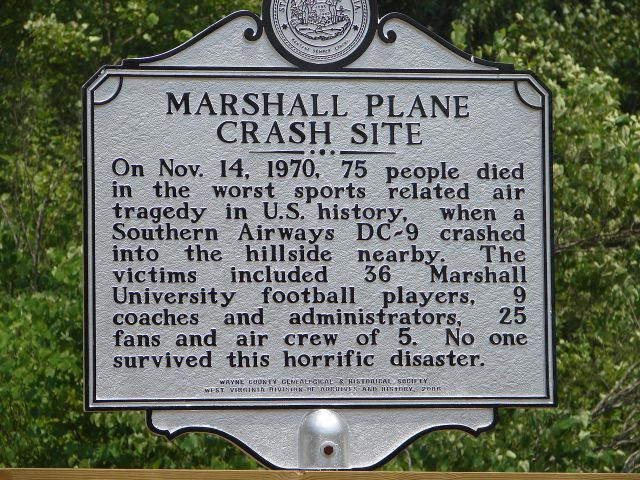 MARSHALL PLANE
CRASH SITE
On Nov. 14, 1970, 75 people died
in the worst sports related air
tragedy in U.S. history, when a
Southern Airways DC-9 crashed
into the hillside nearby. The
victims included 36 Marshall
University football players, 9
coaches and administrators, 25
fans and air crew of 5. No one
survived this horrific disaster.
WAYNE COUNTY GENEALOGICAL & HISTORICAL SOCIETY
WEST VIRGINIA DIVISION OF ARCHIVES AND HISTORY, 2006